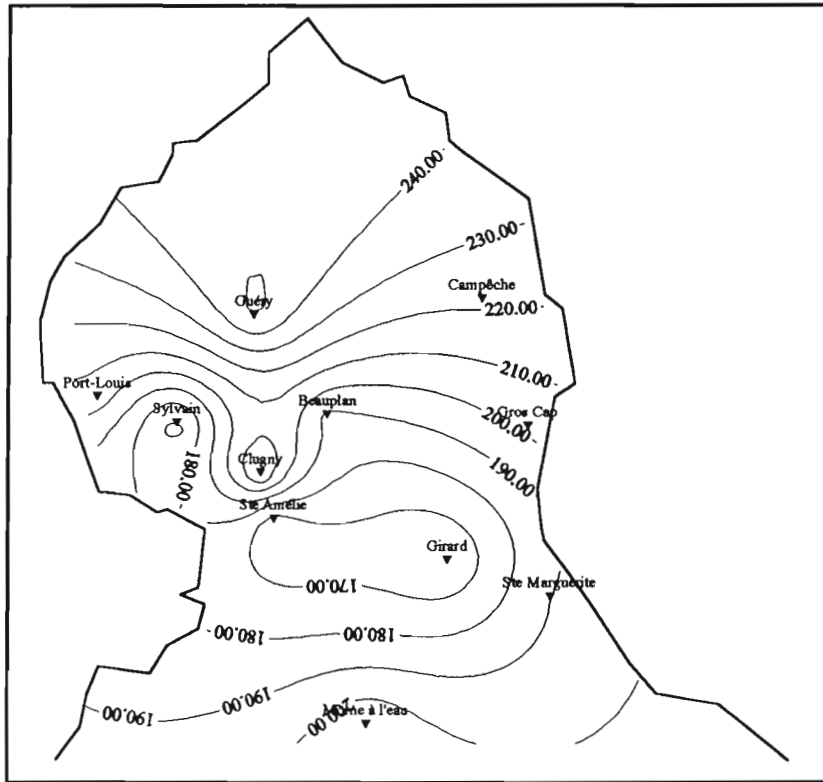 240.00
230.00
Campêche
Guéry
220.00
210.00
Port-Louis
Beauplan
Sylvain
200.00
Gros Cap
180.00
Clugny
190.00
Ste Amélie
Girard
170.00
Ste Marguerite
180.00
180.00
190.00
190.00
200.00
Morne à l'eau